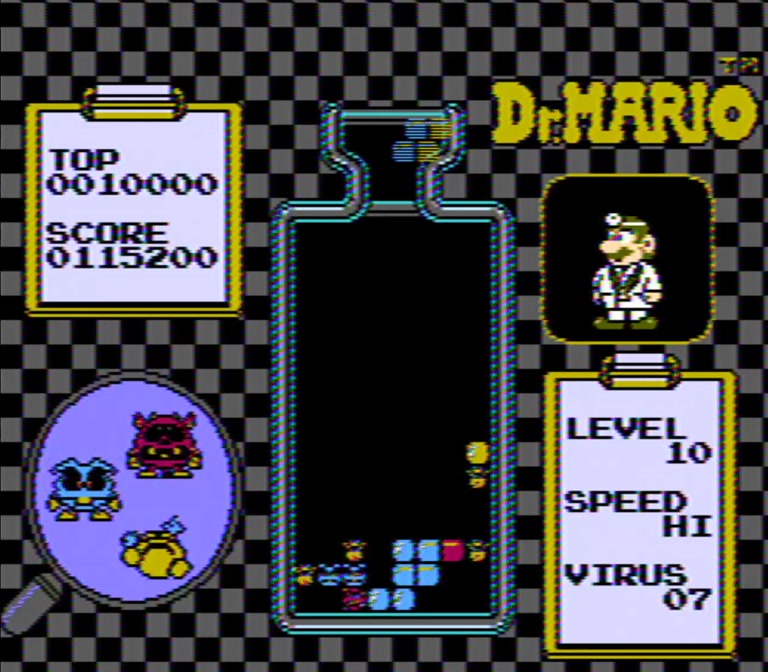 Dr. MARIO TM
TOP
0010000
SCORE
0115200
LEVEL
10
SPEED
HI
VIRUS
07